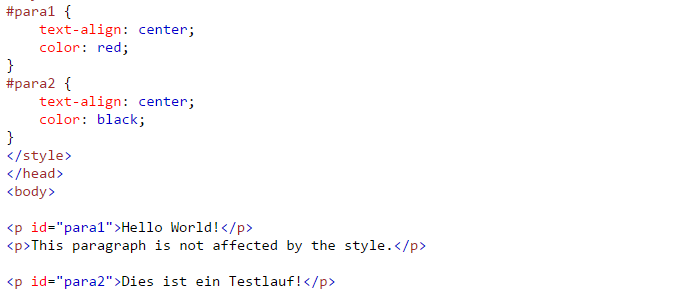 #para1 {
    text-align: center;
    color: red;
}
#para2 {
    text-align: center;
    color: black;
}
</style>
</head>
<body>

<p id="para1">Hello World!</p>
<p>This paragraph is not affected by the style.</p>

<p id="para2">Dies ist ein Testlauf!</p>